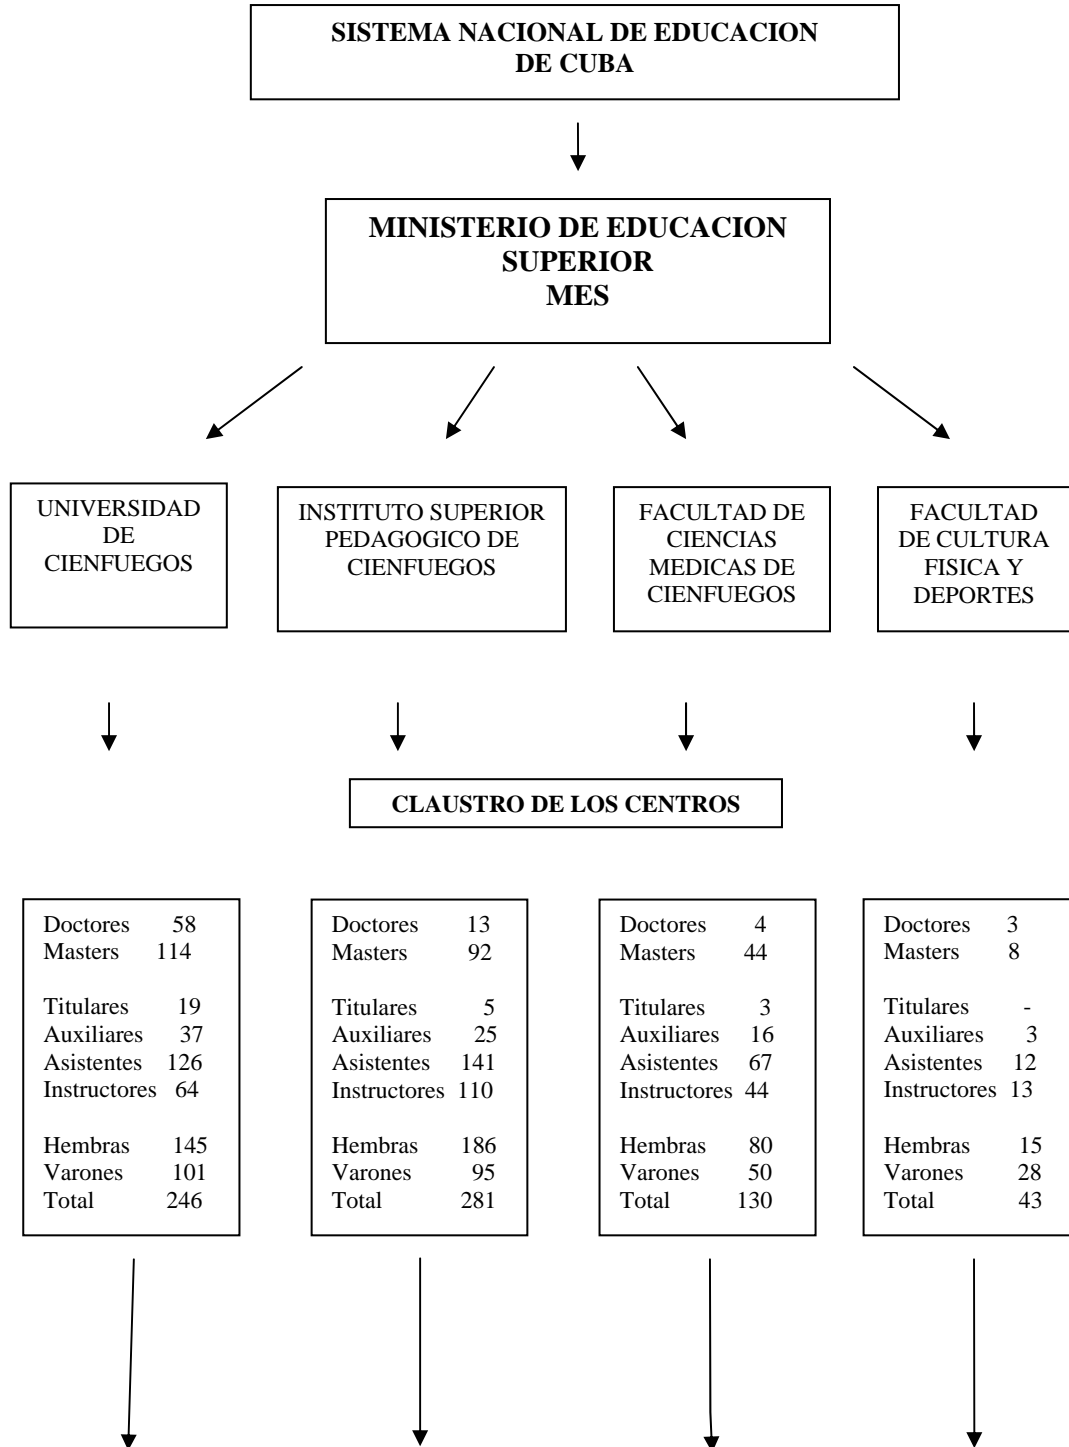 SISTEMA NACIONAL DE EDUCACION
DE CUBA
MINISTERIO DE EDUCACION
SUPERIOR
MES
UNIVERSIDAD
DE
CIENFUEGOS
INSTITUTO SUPERIOR
PEDAGOGICO DE
CIENFUEGOS
FACULTAD DE
CIENCIAS
MEDICAS DE
CIENFUEGOS
FACULTAD
DE CULTURA
FISICA Y
DEPORTES
CLAUSTRO DE LOS CENTROS
Doctores 58
Masters 114
Titulares 19
Auxiliares 37
Asistentes 126
Instructores 64
Hembras 145
Varones 101
Total 246
Doctores 13
Masters 92
Titulares 5
Auxiliares 25
Asistentes 141
Instructores 110
Hembras 186
Varones 95
Total 281
Doctores 4
Masters 44
Titulares 3
Auxiliares 16
Asistentes 67
Instructores 44
Hembras 80
Varones 50
Total 130
Doctores 3
Masters 8
Titulares -
Auxiliares 3
Asistentes 12
Instructores 13
Hembras 15
Varones 28
Total 43